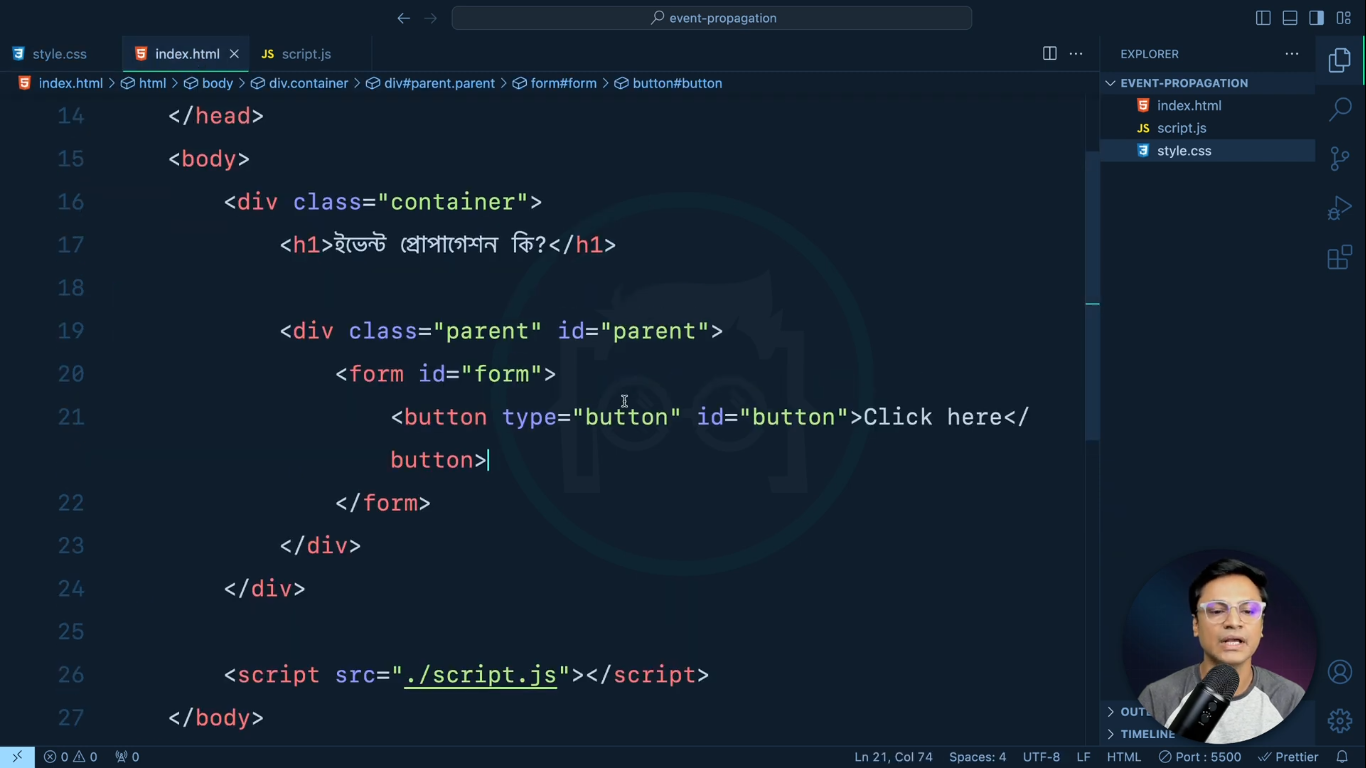 event-propagation
style.css index.html script.js
index.html > html > body > div.container > div#parent.parent > form#form > button#button
14 </head>
15 <body>
16 <div class="container">
17 <h1>ইভেন্ট প্রোপাগেশন কি?</h1>
18
19 <div class="parent" id="parent">
20 <form id="form">
21 <button type="button" id="button">Click here</
button>
22 </form>
23 </div>
24 </div>
25
26 <script src="./script.js"></script>
27 </body>
EXPLORER
EVENT-PROPAGATION
index.html
JS script.js
style.css
TIMELINE
0 0 0 Ln 21, Col 74 Spaces: 4 UTF-8 LF HTML Port : 5500 Prettier